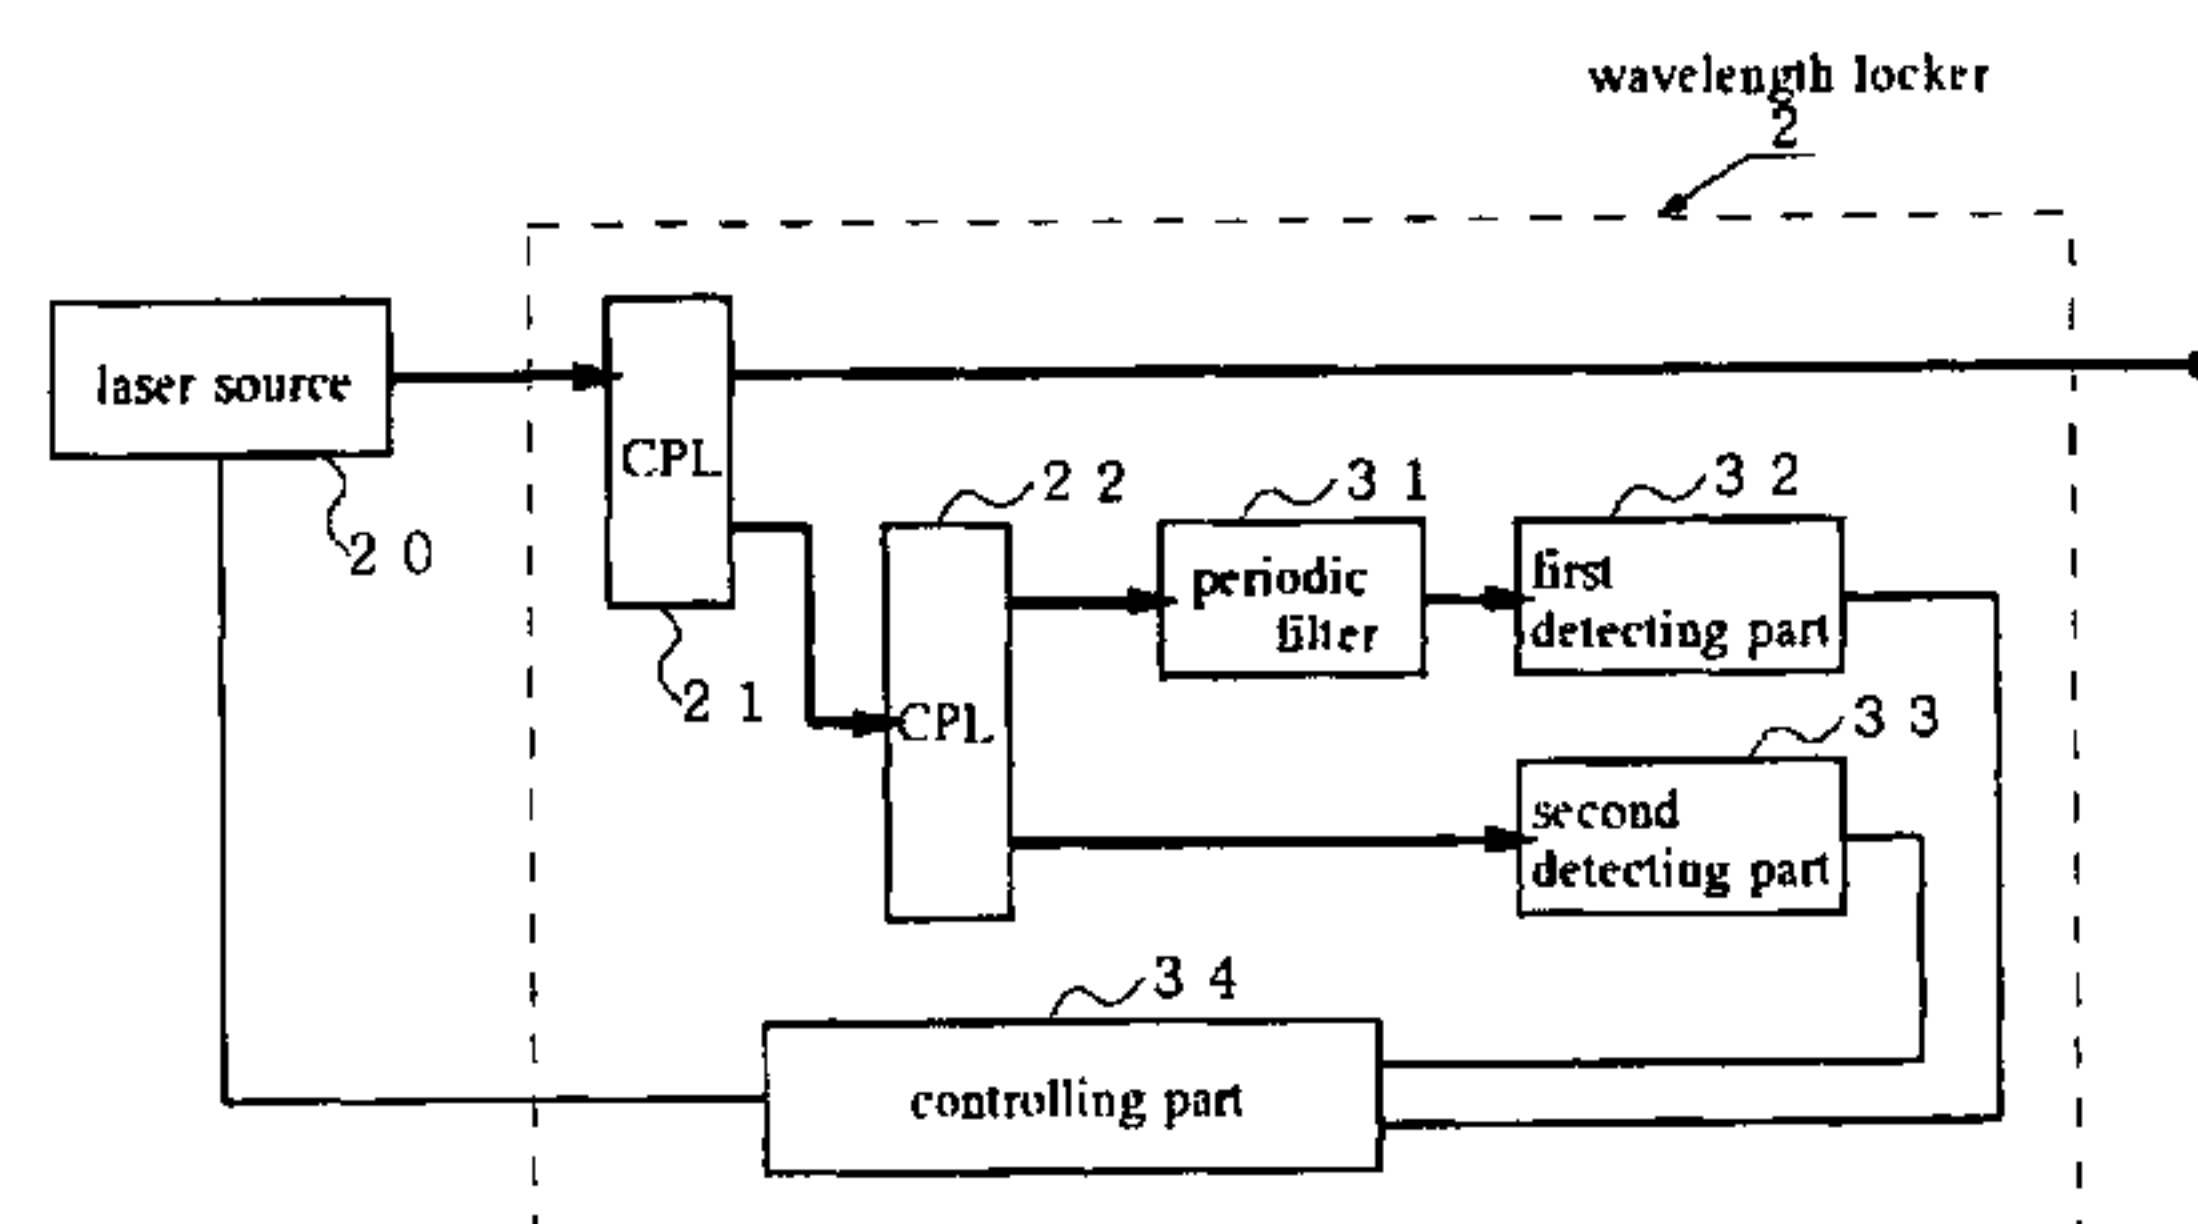 wavelength locker
2
laser source
20
CPL
21
22
CPL
31
periodic
filter
32
first
detecting part
33
second
detecting part
34
controlling part